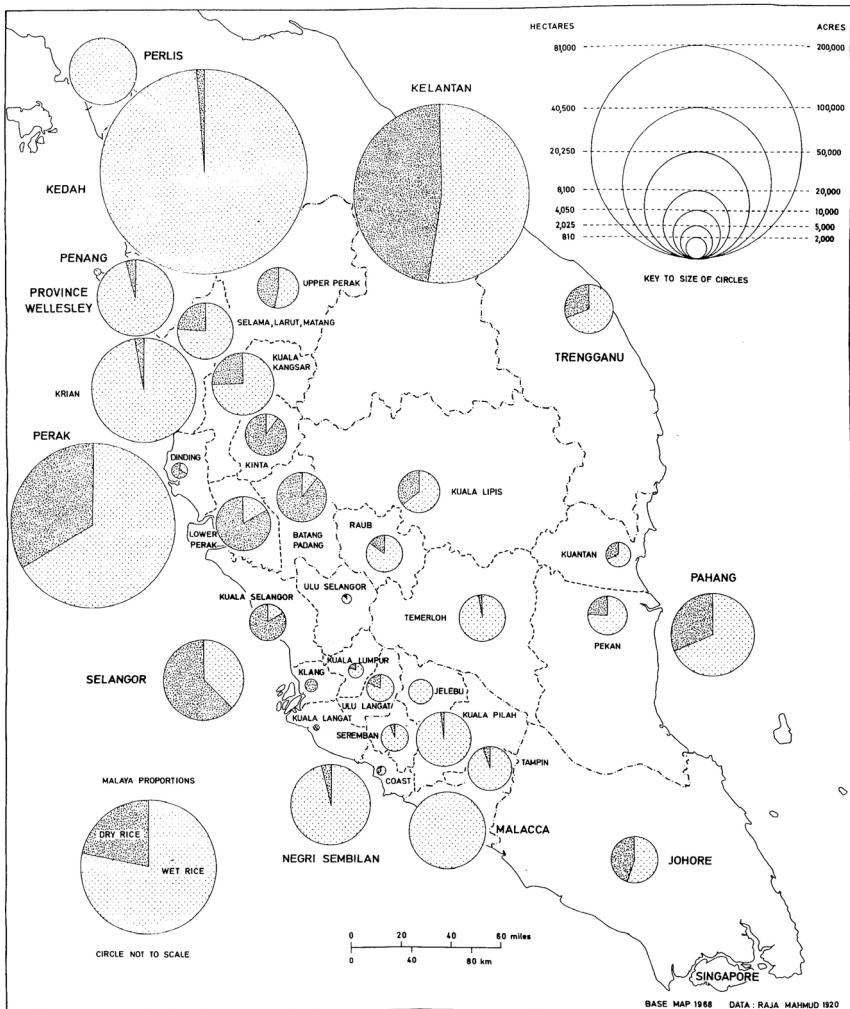 HECTARES
ACRES
81,000
200,000
40,500
100,000
20,250
50,000
8,100
20,000
4,050
10,000
2,025
5,000
810
2,000
KEY TO SIZE OF CIRCLES
PERLIS
KELANTAN
KEDAH
PENANG
PROVINCE
WELLESLEY
UPPER PERAK
SELAMA, LARUT, MATANG
TRENGGANU
KUALA
KANGSAR
KRIAN
PERAK
DINDING
KINTA
KUALA LIPIS
LOWER
PERAK
BATANG
PADANG
RAUB
KUANTAN
PAHANG
ULU SELANGOR
KUALA SELANGOR
TEMERLOH
PEKAN
SELANGOR
KUALA LUMPUR
KLANG
JELEBU
ULU LANGAT
KUALA LANGAT
KUALA PILAH
SEREMBAN
TAMPIN
COAST
MALAYA PROPORTIONS
DRY RICE
WET RICE
CIRCLE NOT TO SCALE
NEGRI SEMBILAN
MALACCA
JOHORE
0 20 40 60 miles
0 40 80 km
SINGAPORE
BASE MAP 1968 DATA : RAJA MAHMUD 1920